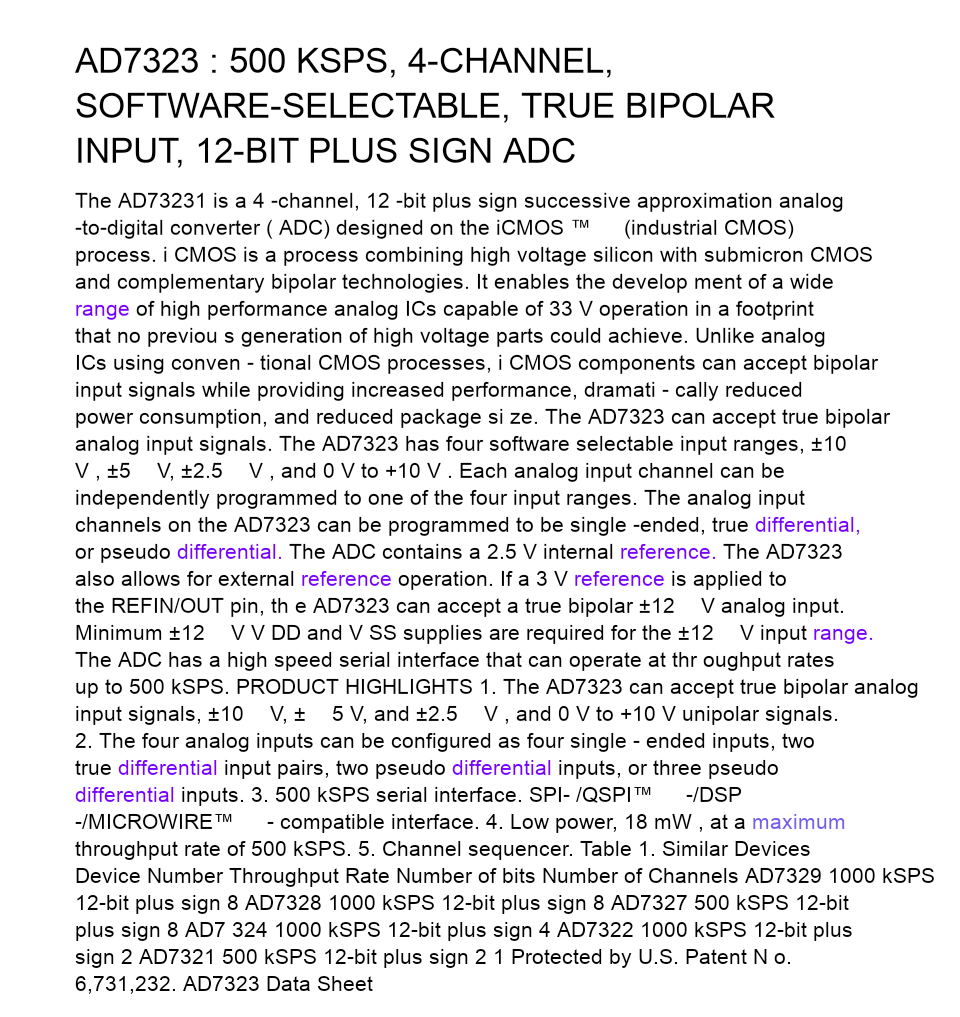 AD7323 : 500 KSPS, 4-CHANNEL,
SOFTWARE-SELECTABLE, TRUE BIPOLAR
INPUT, 12-BIT PLUS SIGN ADC
The AD73231 is a 4 -channel, 12 -bit plus sign successive approximation analog
-to-digital converter ( ADC) designed on the iCMOS ™ (industrial CMOS)
process. i CMOS is a process combining high voltage silicon with submicron CMOS
and complementary bipolar technologies. It enables the develop ment of a wide
range of high performance analog ICs capable of 33 V operation in a footprint
that no previou s generation of high voltage parts could achieve. Unlike analog
ICs using conven - tional CMOS processes, i CMOS components can accept bipolar
input signals while providing increased performance, dramati - cally reduced
power consumption, and reduced package si ze. The AD7323 can accept true bipolar
analog input signals. The AD7323 has four software selectable input ranges, ±10
V , ±5 V, ±2.5 V , and 0 V to +10 V . Each analog input channel can be
independently programmed to one of the four input ranges. The analog input
channels on the AD7323 can be programmed to be single -ended, true differential,
or pseudo differential. The ADC contains a 2.5 V internal reference. The AD7323
also allows for external reference operation. If a 3 V reference is applied to
the REFIN/OUT pin, th e AD7323 can accept a true bipolar ±12 V analog input.
Minimum ±12 V V DD and V SS supplies are required for the ±12 V input range.
The ADC has a high speed serial interface that can operate at thr oughput rates
up to 500 kSPS. PRODUCT HIGHLIGHTS 1. The AD7323 can accept true bipolar analog
input signals, ±10 V, ± 5 V, and ±2.5 V , and 0 V to +10 V unipolar signals.
2. The four analog inputs can be configured as four single - ended inputs, two
true differential input pairs, two pseudo differential inputs, or three pseudo
differential inputs. 3. 500 kSPS serial interface. SPI- /QSPI™ -/DSP
-/MICROWIRE™ - compatible interface. 4. Low power, 18 mW , at a maximum
throughput rate of 500 kSPS. 5. Channel sequencer. Table 1. Similar Devices
Device Number Throughput Rate Number of bits Number of Channels AD7329 1000 kSPS
12-bit plus sign 8 AD7328 1000 kSPS 12-bit plus sign 8 AD7327 500 kSPS 12-bit
plus sign 8 AD7 324 1000 kSPS 12-bit plus sign 4 AD7322 1000 kSPS 12-bit plus
sign 2 AD7321 500 kSPS 12-bit plus sign 2 1 Protected by U.S. Patent N o.
6,731,232. AD7323 Data Sheet